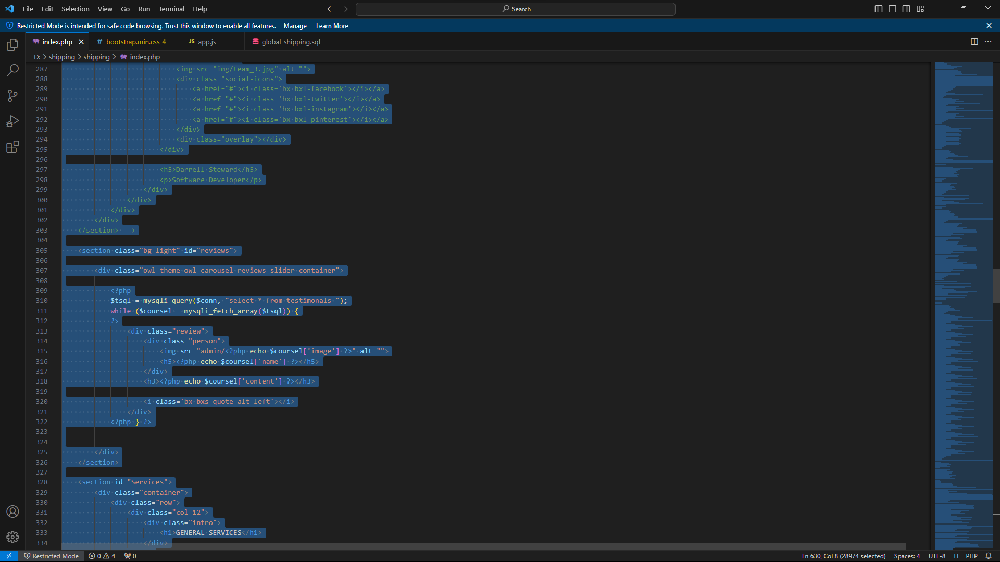 File Edit Selection View Go Run Terminal Help
Search
Restricted Mode is intended for safe code browsing. Trust this window to enable all features. Manage Learn More
index.php
# bootstrap.min.css 4
JS app.js
global_shipping.sql
D: > shipping > shipping > index.php
287 <img src="img/team_3.jpg" alt="">
288 <div class="social-icons">
289 <a href="#"><i class='bx bxl-facebook'></i></a>
290 <a href="#"><i class='bx bxl-twitter'></i></a>
291 <a href="#"><i class='bx bxl-instagram'></i></a>
292 <a href="#"><i class='bx bxl-pinterest'></i></a>
293 </div>
294 <div class="overlay"></div>
295 </div>
296
297 <h5>Darrell Steward</h5>
298 <p>Software Developer</p>
299 </div>
300 </div>
301 </div>
302 </div>
303 </section> -->
304
305 <section class="bg-light" id="reviews">
306
307 <div class="owl-theme owl-carousel reviews-slider container">
308
309 <?php
310 $tsql = mysqli_query($conn, "select * from testimonals ");
311 while ($coursel = mysqli_fetch_array($tsql)) {
312 ?>
313 <div class="review">
314 <div class="person">
315 <img src="admin/<?php echo $coursel['image'] ?>" alt="">
316 <h5><?php echo $coursel['name'] ?></h5>
317 </div>
318 <h3><?php echo $coursel['content'] ?></h3>
319
320 <i class='bx bxs-quote-alt-left'></i>
321 </div>
322 <?php } ?>
323
324
325 </div>
326 </section>
327
328 <section id="Services">
329 <div class="container">
330 <div class="row">
331 <div class="col-12">
332 <div class="intro">
333 <h1>GENERAL SERVICES</h1>
334 </div>
Restricted Mode 0 4 0 Ln 630, Col 8 (28974 selected) Spaces: 4 UTF-8 LF PHP